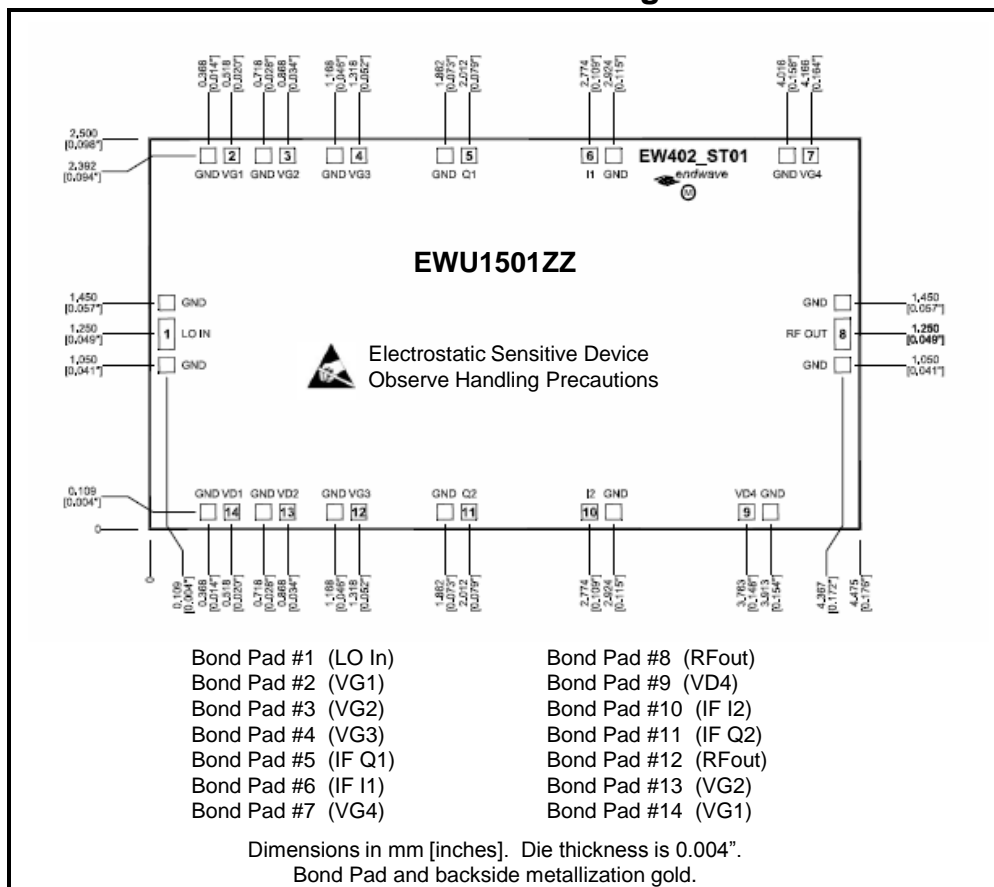 0.368 [0.014"] 0.518 [0.020"] 0.718 [0.028"] 0.868 [0.034"] 1.168 [0.046"] 1.318 [0.052"] 1.862 [0.073"] 2.012 [0.079"] 2.774 [0.109"] 2.924 [0.115"] 4.016 [0.158"] 4.166 [0.164"]
2.500
[0.098"]
2.392
[0.094"]
2 3 4 5 6 EW402_ST01 7
GND VG1 GND VG2 GND VG3 GND Q1 I1 GND endwave GND VG4
M
EWU1501ZZ
1.450 GND GND 1.450
[0.057"] [0.057"]
1.250 1 LO IN RF OUT 8 1.250
[0.049"] [0.049"]
1.050 GND GND 1.050
[0.041"] [0.041"]
Electrostatic Sensitive Device
Observe Handling Precautions
0.109
[0.004"]
GND VD1 GND VD2 GND VG3 GND Q2 I2 GND VD4 GND
14 13 12 11 10 9
0
0 0.109 [0.004"] 0.368 [0.014"] 0.518 [0.020"] 0.718 [0.028"] 0.868 [0.034"] 1.168 [0.046"] 1.318 [0.052"] 1.862 [0.073"] 2.012 [0.079"] 2.774 [0.109"] 2.924 [0.115"] 3.763 [0.148"] 3.913 [0.154"] 4.367 [0.172"] 4.475 [0.176"]
Bond Pad #1 (LO In)
Bond Pad #2 (VG1)
Bond Pad #3 (VG2)
Bond Pad #4 (VG3)
Bond Pad #5 (IF Q1)
Bond Pad #6 (IF I1)
Bond Pad #7 (VG4)
Bond Pad #8 (RFout)
Bond Pad #9 (VD4)
Bond Pad #10 (IF I2)
Bond Pad #11 (IF Q2)
Bond Pad #12 (RFout)
Bond Pad #13 (VG2)
Bond Pad #14 (VG1)
Dimensions in mm [inches]. Die thickness is 0.004”.
Bond Pad and backside metallization gold.